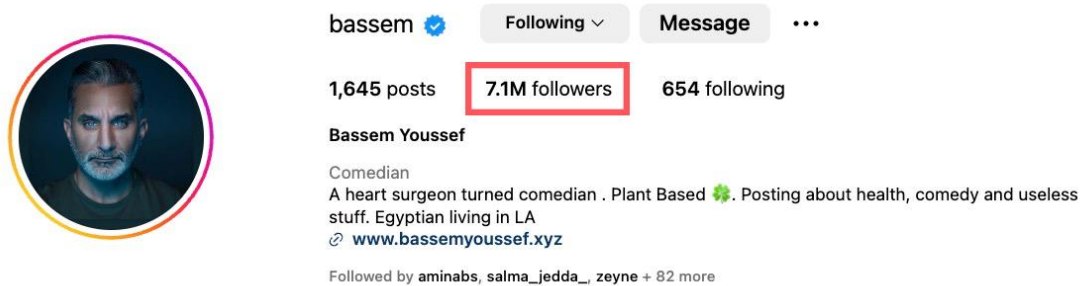 bassem Following Message
1,645 posts 7.1M followers 654 following
Bassem Youssef
Comedian
A heart surgeon turned comedian . Plant Based 🍀. Posting about health, comedy and useless
stuff. Egyptian living in LA
www.bassemyoussef.xyz
Followed by aminabs, salma_jedda_, zeyne + 82 more